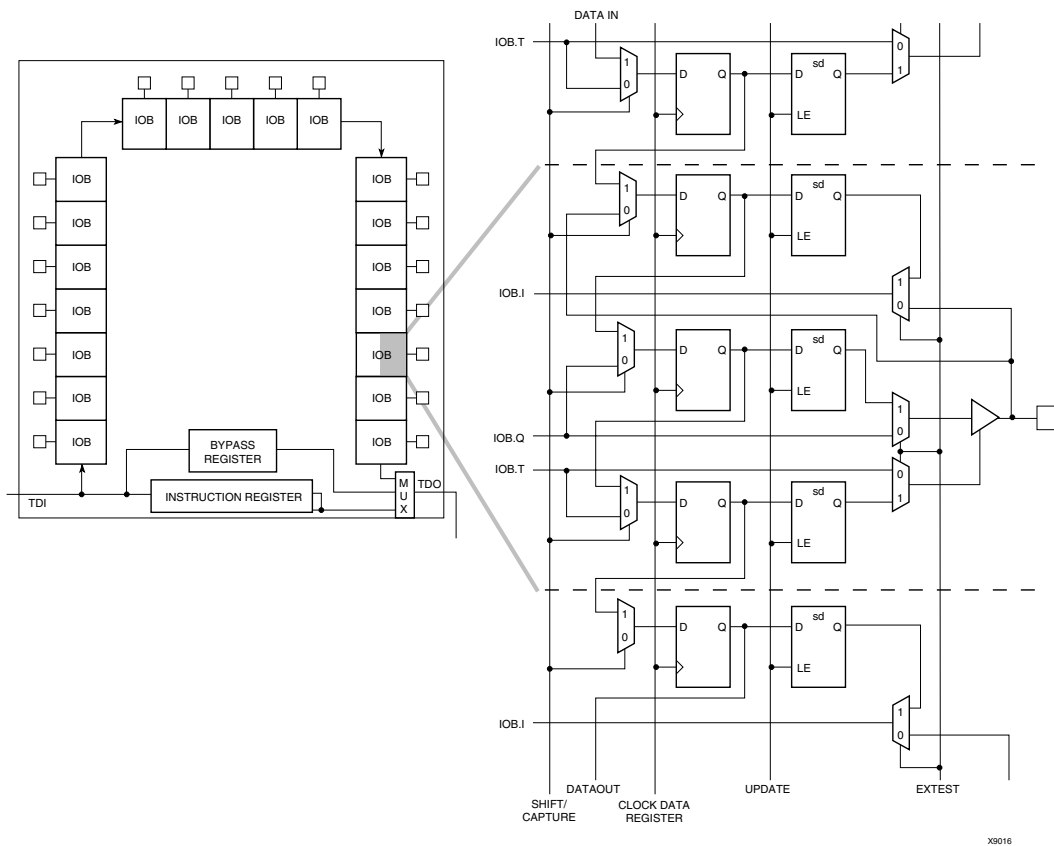 DATA IN
IOB.T
1
0
D Q
sd
D Q
LE
0
1
IOB IOB IOB IOB IOB
IOB
IOB
IOB
IOB
IOB
IOB
IOB
IOB
IOB
IOB
IOB
IOB
IOB
IOB
BYPASS
REGISTER
INSTRUCTION REGISTER
TDI
M
U
X
TDO
1
0
D Q
sd
D Q
LE
IOB.I
1
0
1
0
D Q
sd
D Q
LE
1
0
IOB.Q
IOB.T
0
1
1
0
D Q
sd
D Q
LE
1
0
D Q
sd
D Q
LE
IOB.I
1
0
SHIFT/
CAPTURE
DATAOUT
CLOCK DATA
REGISTER
UPDATE
EXTEST
X9016